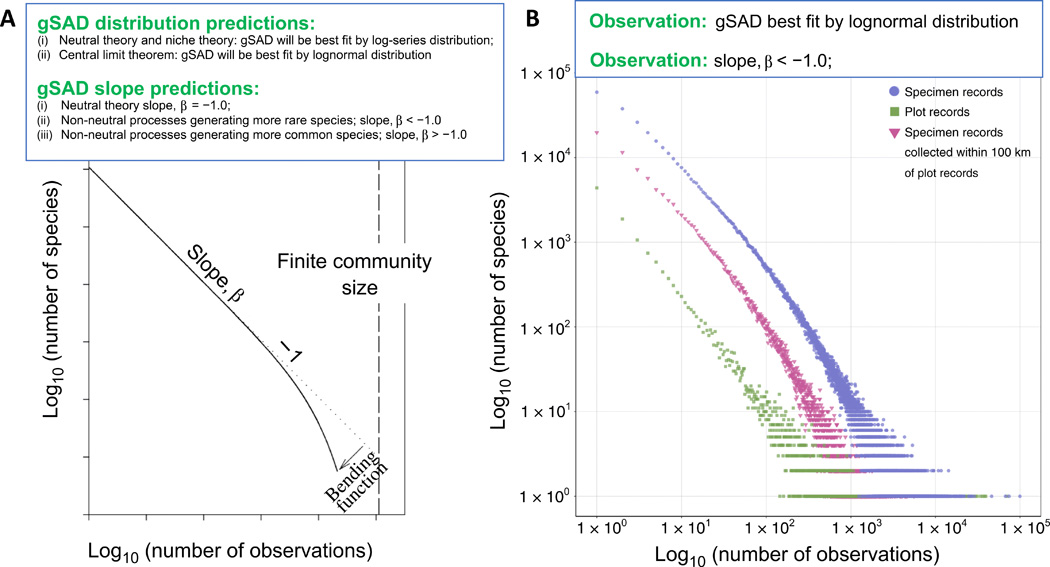 A
gSAD distribution predictions:
(i) Neutral theory and niche theory: gSAD will be best fit by log-series distribution;
(ii) Central limit theorem: gSAD will be best fit by lognormal distribution
gSAD slope predictions:
(i) Neutral theory slope, β = −1.0;
(ii) Non-neutral processes generating more rare species; slope, β < −1.0
(iii) Non-neutral processes generating more common species; slope, β > −1.0
Log10 (number of species)
Slope, β
−1
Finite community
size
Bending
function
Log10 (number of observations)
B
Observation: gSAD best fit by lognormal distribution
Observation: slope, β < −1.0;
Specimen records
Plot records
Specimen records
collected within 100 km
of plot records
Log10 (number of species)
1 × 10^5
1 × 10^4
1 × 10^3
1 × 10^2
1 × 10^1
1 × 10^0
1 × 10^0 1 × 10^1 1 × 10^2 1 × 10^3 1 × 10^4 1 × 10^5
Log10 (number of observations)